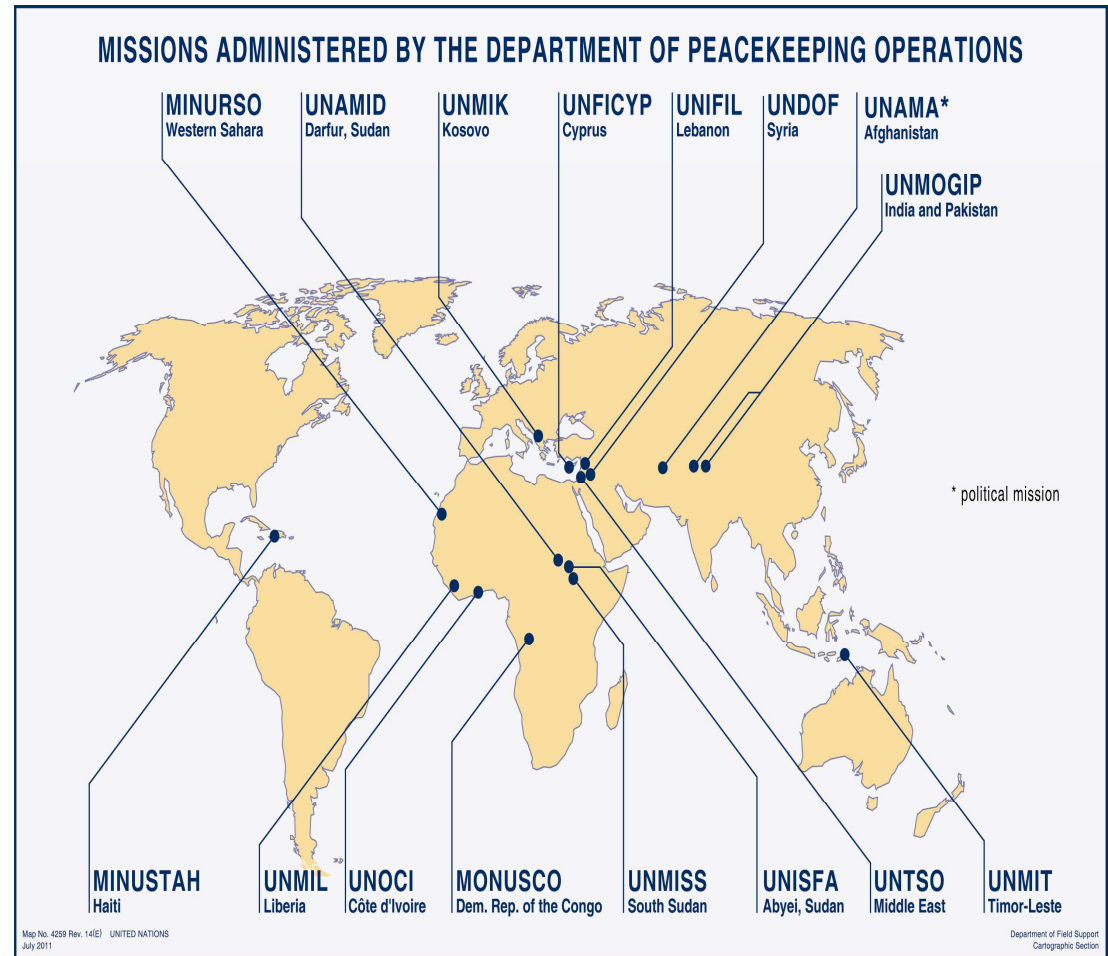 MISSIONS ADMINISTERED BY THE DEPARTMENT OF PEACEKEEPING OPERATIONS
MINURSO
Western Sahara
UNAMID
Darfur, Sudan
UNMIK
Kosovo
UNFICYP
Cyprus
UNIFIL
Lebanon
UNDOF
Syria
UNAMA*
Afghanistan
UNMOGIP
India and Pakistan
* political mission
MINUSTAH
Haiti
UNMIL
Liberia
UNOCI
Côte d'Ivoire
MONUSCO
Dem. Rep. of the Congo
UNMISS
South Sudan
UNISFA
Abyei, Sudan
UNTSO
Middle East
UNMIT
Timor-Leste
Map No. 4259 Rev. 14(E) UNITED NATIONS
July 2011
Department of Field Support
Cartographic Section